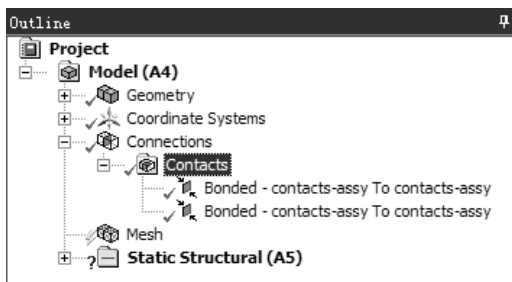 Outline
Project
Model (A4)
Geometry
Coordinate Systems
Connections
Contacts
Bonded - contacts-assy To contacts-assy
Bonded - contacts-assy To contacts-assy
Mesh
Static Structural (A5)